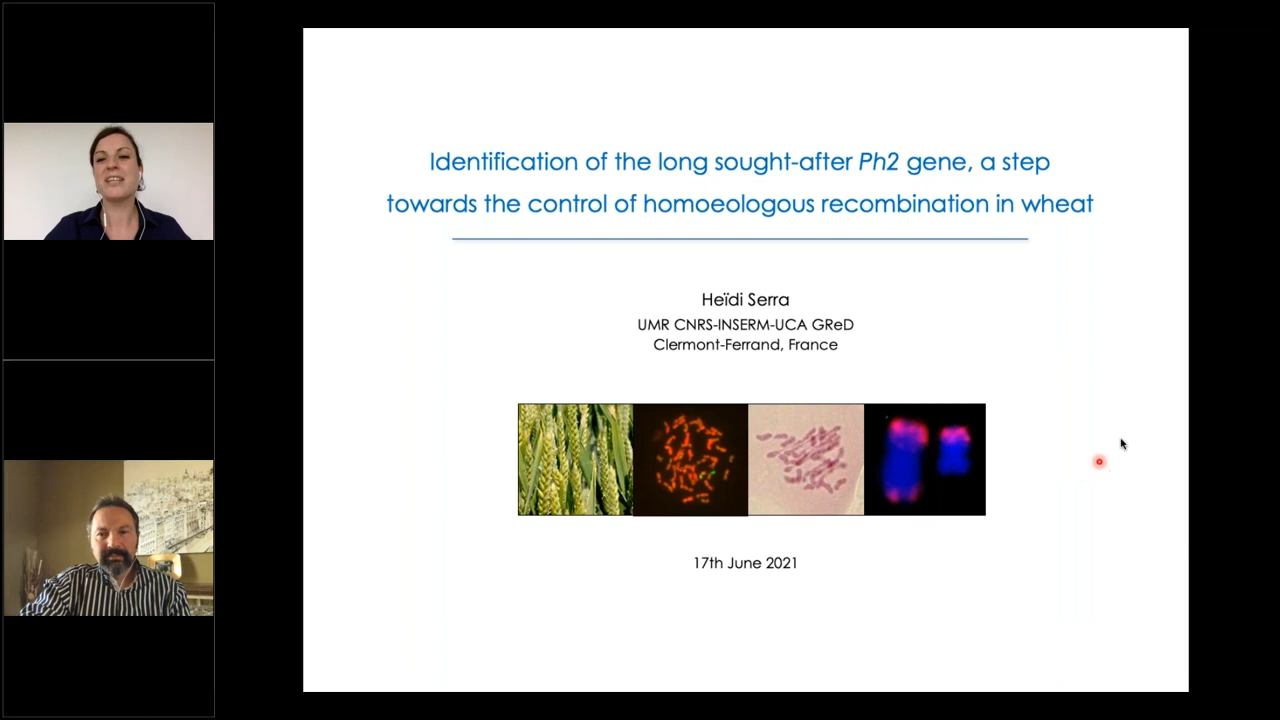 Identification of the long sought-after Ph2 gene, a step
towards the control of homoeologous recombination in wheat
Heïdi Serra
UMR CNRS-INSERM-UCA GReD
Clermont-Ferrand, France
17th June 2021